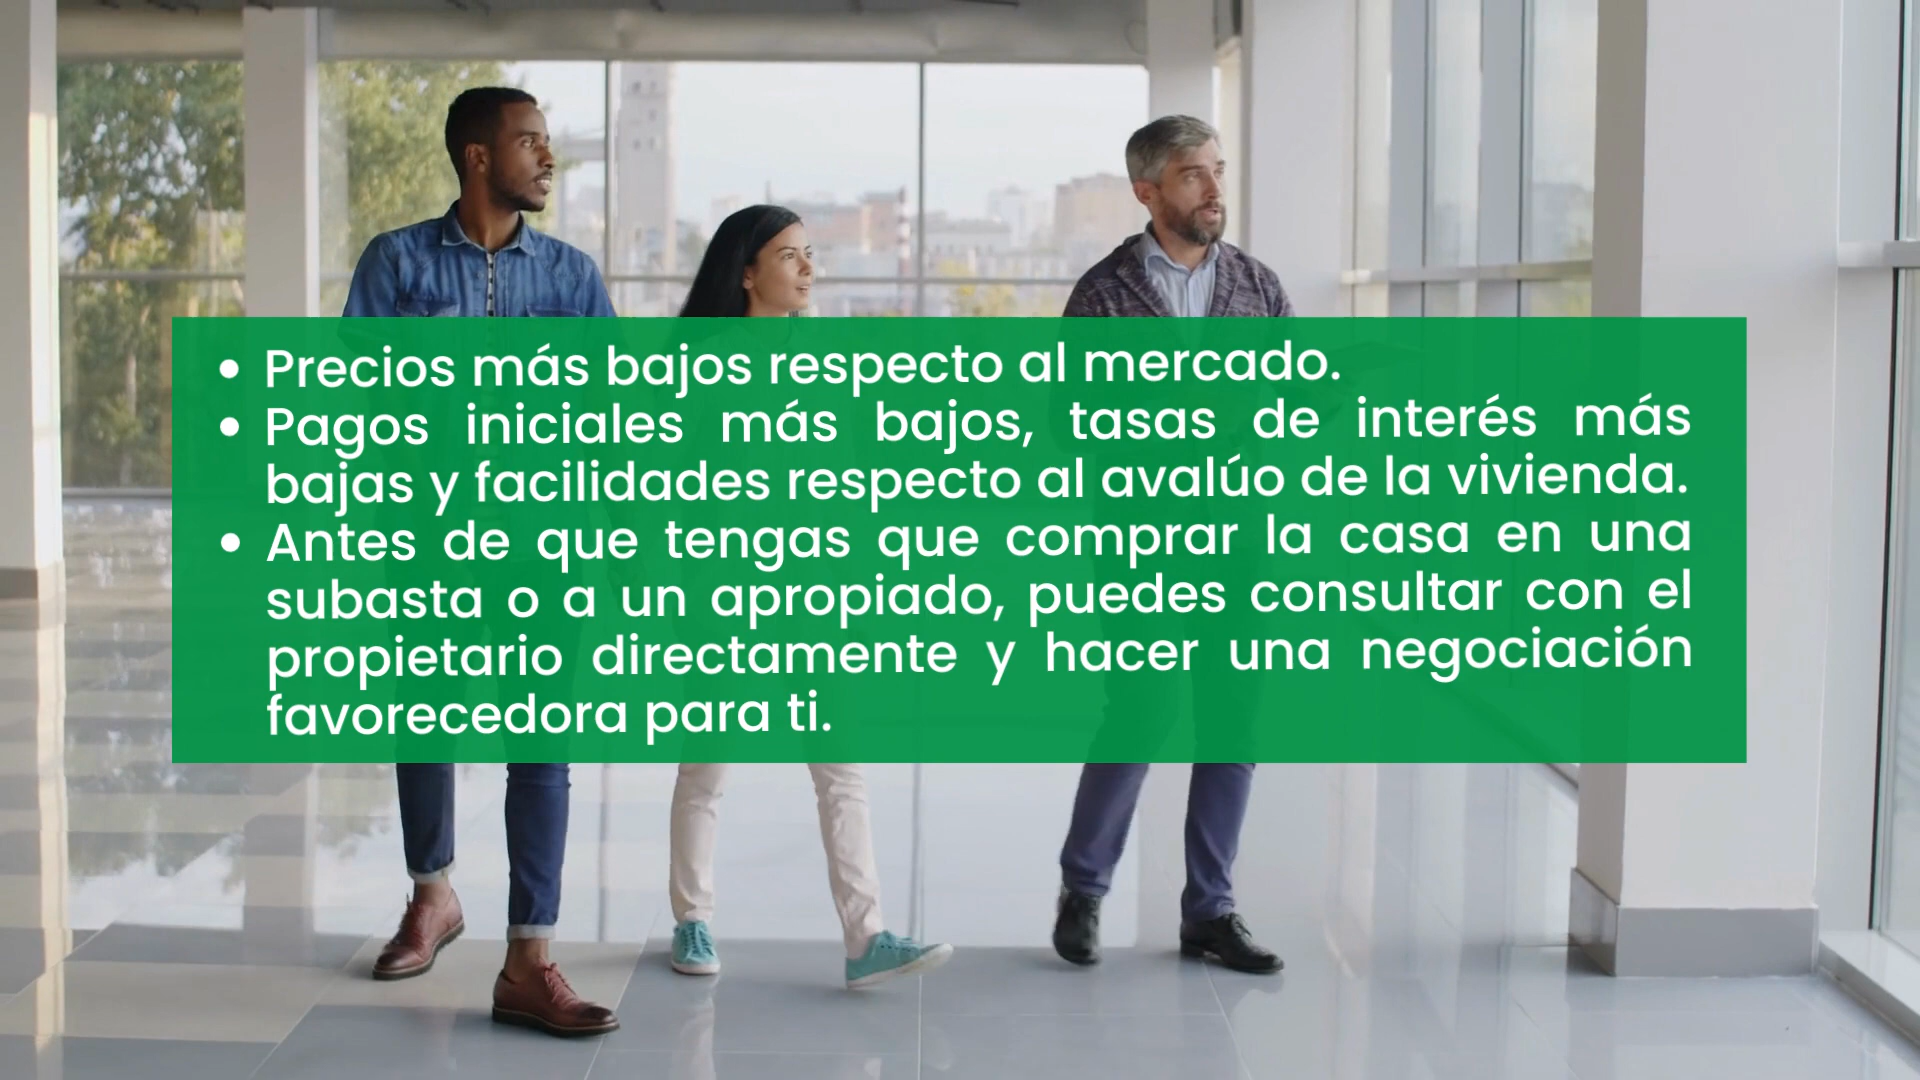 • Precios más bajos respecto al mercado.
• Pagos iniciales más bajos, tasas de interés más
bajas y facilidades respecto al avalúo de la vivienda.
• Antes de que tengas que comprar la casa en una
subasta o a un apropiado, puedes consultar con el
propietario directamente y hacer una negociación
favorecedora para ti.